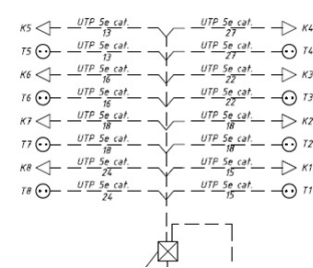 K5 UTP 5e cat. UTP 5e cat. K4
13 27
T5 UTP 5e cat. UTP 5e cat. T4
13 27
K6 UTP 5e cat. UTP 5e cat. K3
16 22
T6 UTP 5e cat. UTP 5e cat. T3
16 22
K7 UTP 5e cat. UTP 5e cat. K2
18 18
T7 UTP 5e cat. UTP 5e cat. T2
18 18
K8 UTP 5e cat. UTP 5e cat. K1
24 15
T8 UTP 5e cat. UTP 5e cat. T1
24 15